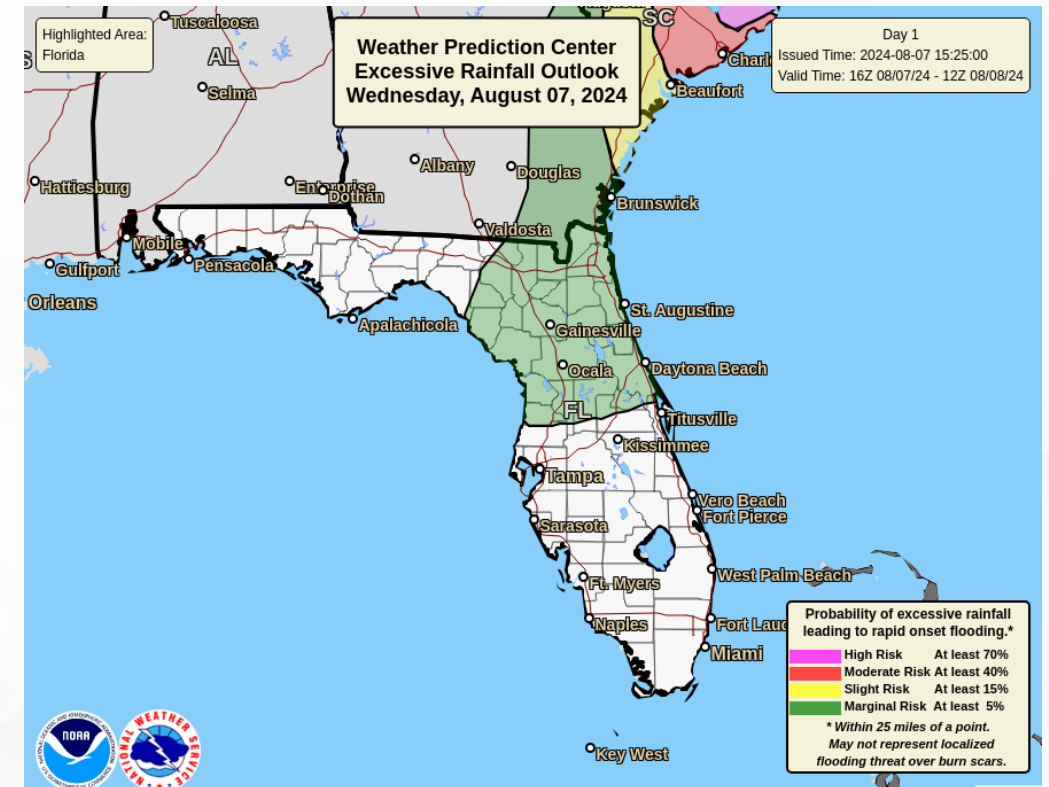 Highlighted Area:
Florida
Weather Prediction Center
Excessive Rainfall Outlook
Wednesday, August 07, 2024
Day 1
Issued Time: 2024-08-07 15:25:00
Valid Time: 16Z 08/07/24 - 12Z 08/08/24
SC
Tuscaloosa
AL
Selma
Beaufort
Albany
Douglas
Hattiesburg
Enterprise
Dothan
Brunswick
Valdosta
Mobile
Gulfport
Pensacola
Orleans
St. Augustine
Apalachicola
Gainesville
Ocala
Daytona Beach
FL
Titusville
Kissimmee
Tampa
Vero Beach
Fort Pierce
Sarasota
West Palm Beach
Ft. Myers
Naples
Fort Laud
Miami
Key West
Probability of excessive rainfall
leading to rapid onset flooding.*
High Risk At least 70%
Moderate Risk At least 40%
Slight Risk At least 15%
Marginal Risk At least 5%
* Within 25 miles of a point.
May not represent localized
flooding threat over burn scars.
NOAA
NATIONAL WEATHER SERVICE